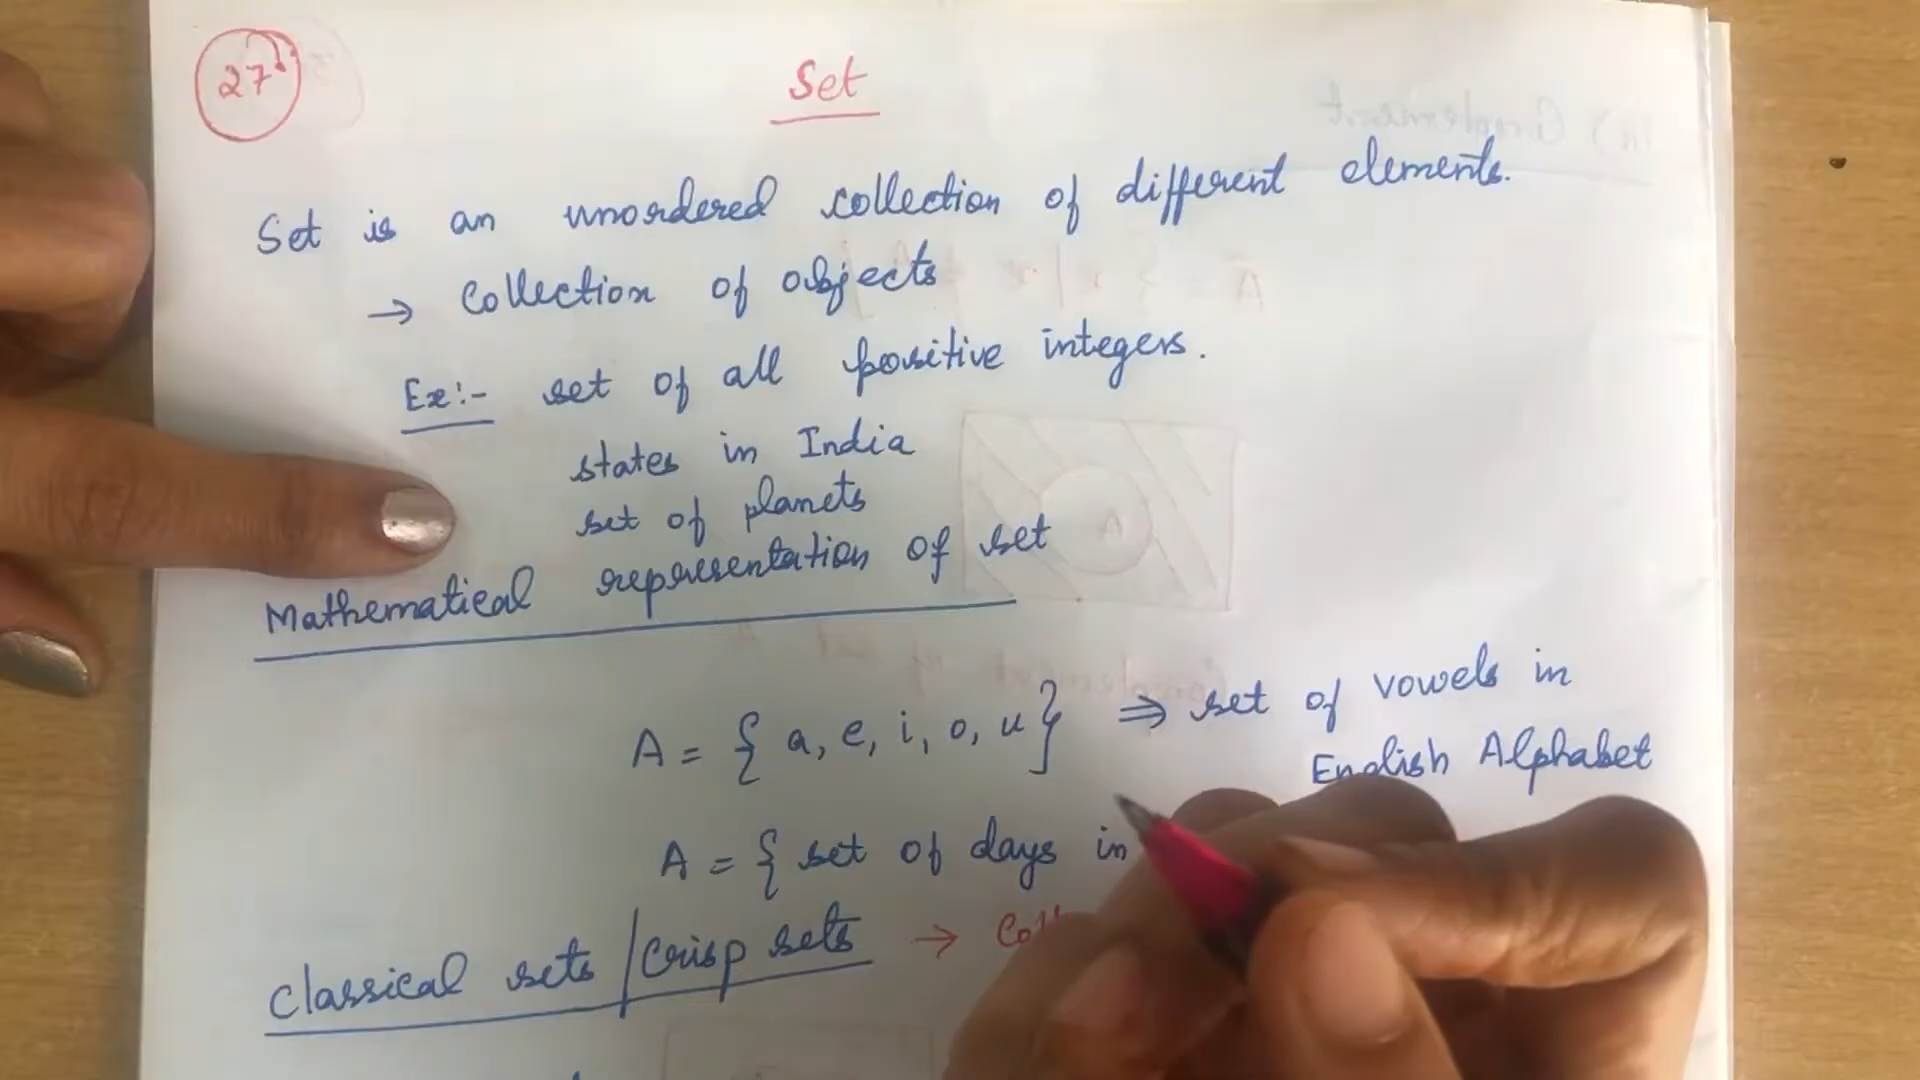 27
Set
Set is an unordered collection of different elements.
→ Collection of objects
Ex:- set of all positive integers.
states in India
set of planets
Mathematical representation of set
A = { a, e, i, o, u } ⇒ set of vowels in
English Alphabet
A = { set of days in
Classical sets / Crisp sets →